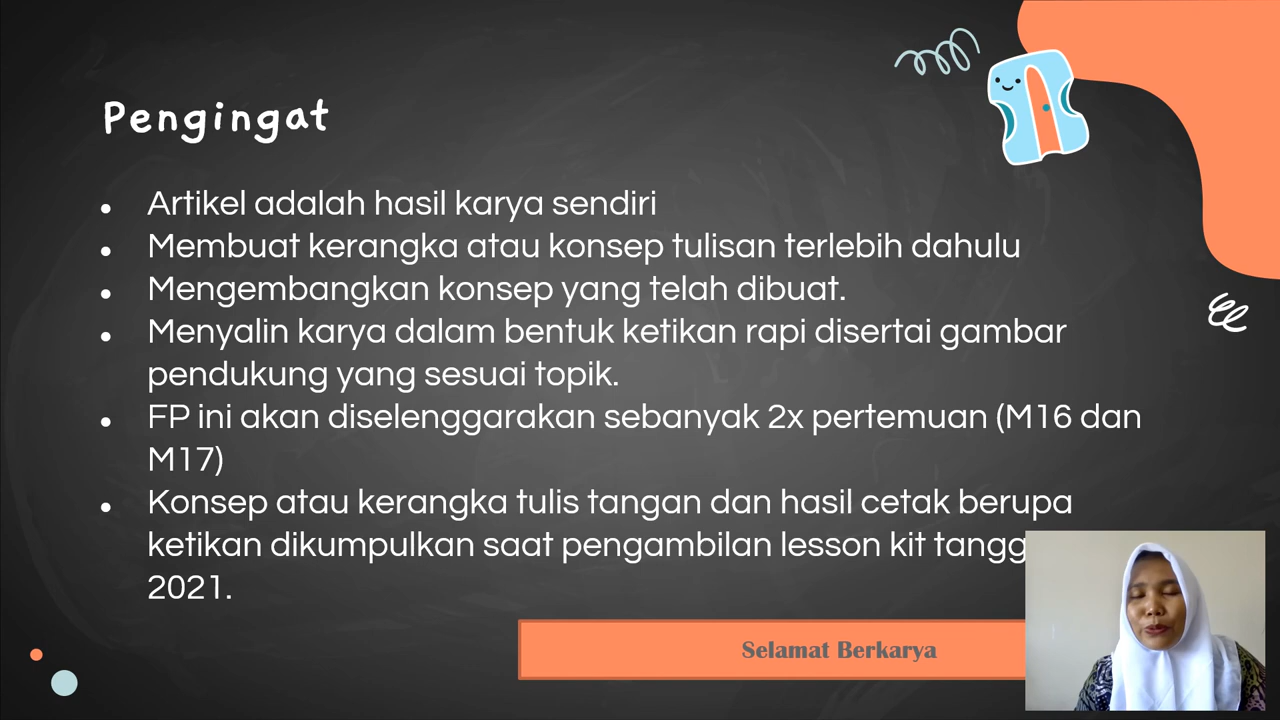 Pengingat
Artikel adalah hasil karya sendiri
Membuat kerangka atau konsep tulisan terlebih dahulu
Mengembangkan konsep yang telah dibuat.
Menyalin karya dalam bentuk ketikan rapi disertai gambar
pendukung yang sesuai topik.
FP ini akan diselenggarakan sebanyak 2x pertemuan (M16 dan
M17)
Konsep atau kerangka tulis tangan dan hasil cetak berupa
ketikan dikumpulkan saat pengambilan lesson kit
2021.
Selamat Berkarya